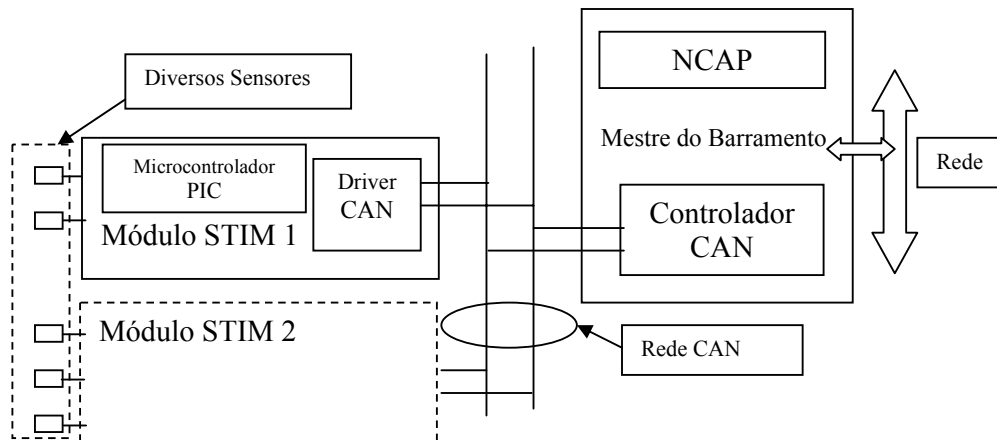 Diversos Sensores
NCAP
Mestre do Barramento
Rede
Microcontrolador
PIC
Driver
CAN
Módulo STIM 1
Controlador
CAN
Módulo STIM 2
Rede CAN